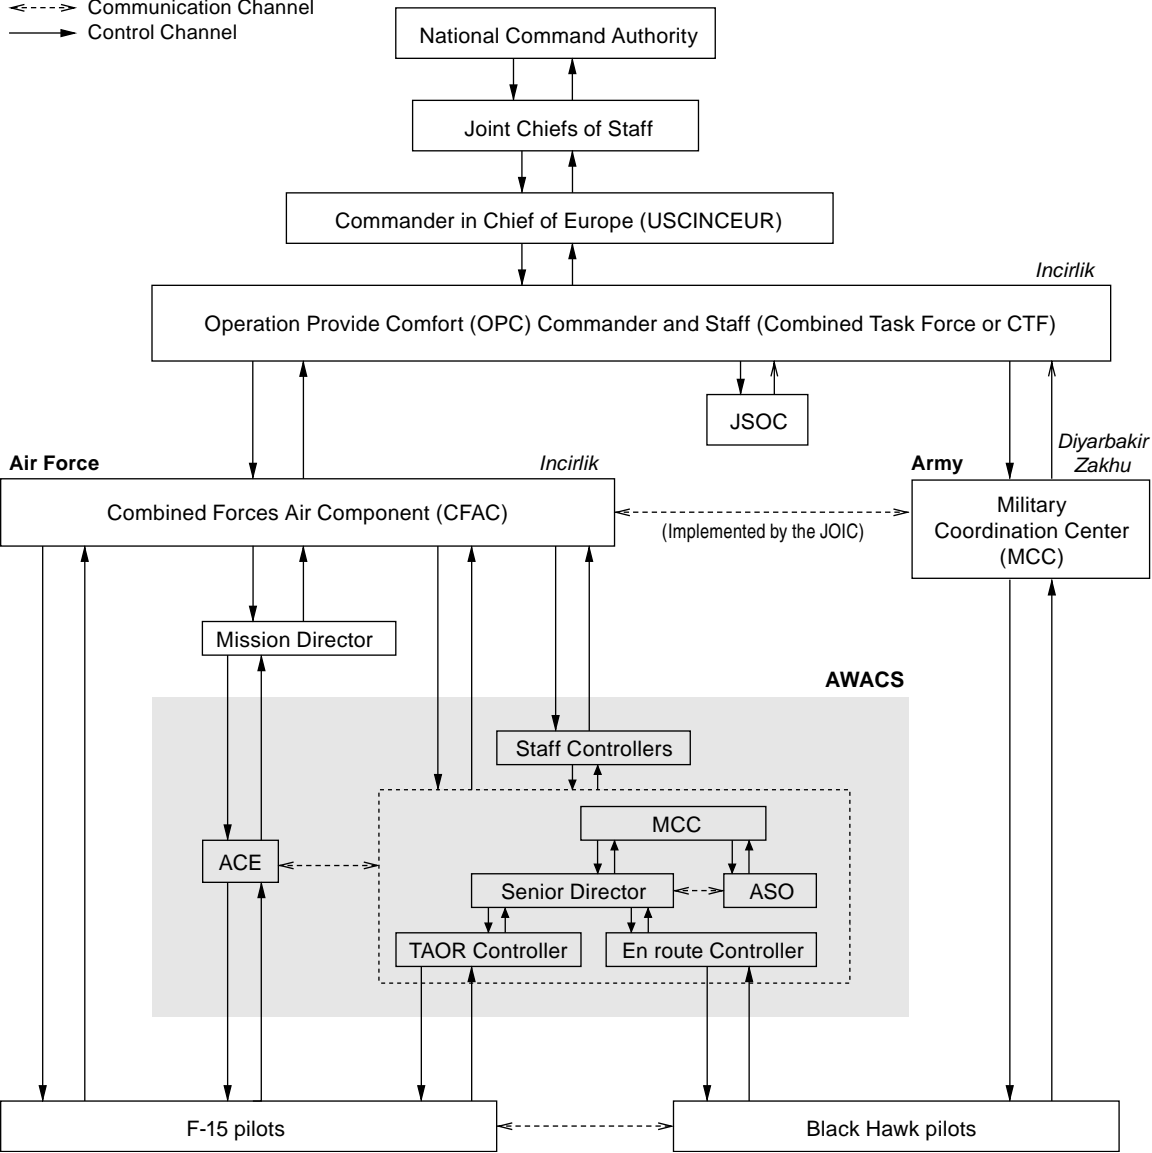 Communication Channel
Control Channel
National Command Authority
Joint Chiefs of Staff
Commander in Chief of Europe (USCINCEUR)
Incirlik
Operation Provide Comfort (OPC) Commander and Staff (Combined Task Force or CTF)
JSOC
Air Force
Incirlik
Army
Diyarbakir
Zakhu
Combined Forces Air Component (CFAC)
(Implemented by the JOIC)
Military
Coordination Center
(MCC)
Mission Director
AWACS
Staff Controllers
MCC
ACE
Senior Director
ASO
TAOR Controller
En route Controller
F-15 pilots
Black Hawk pilots